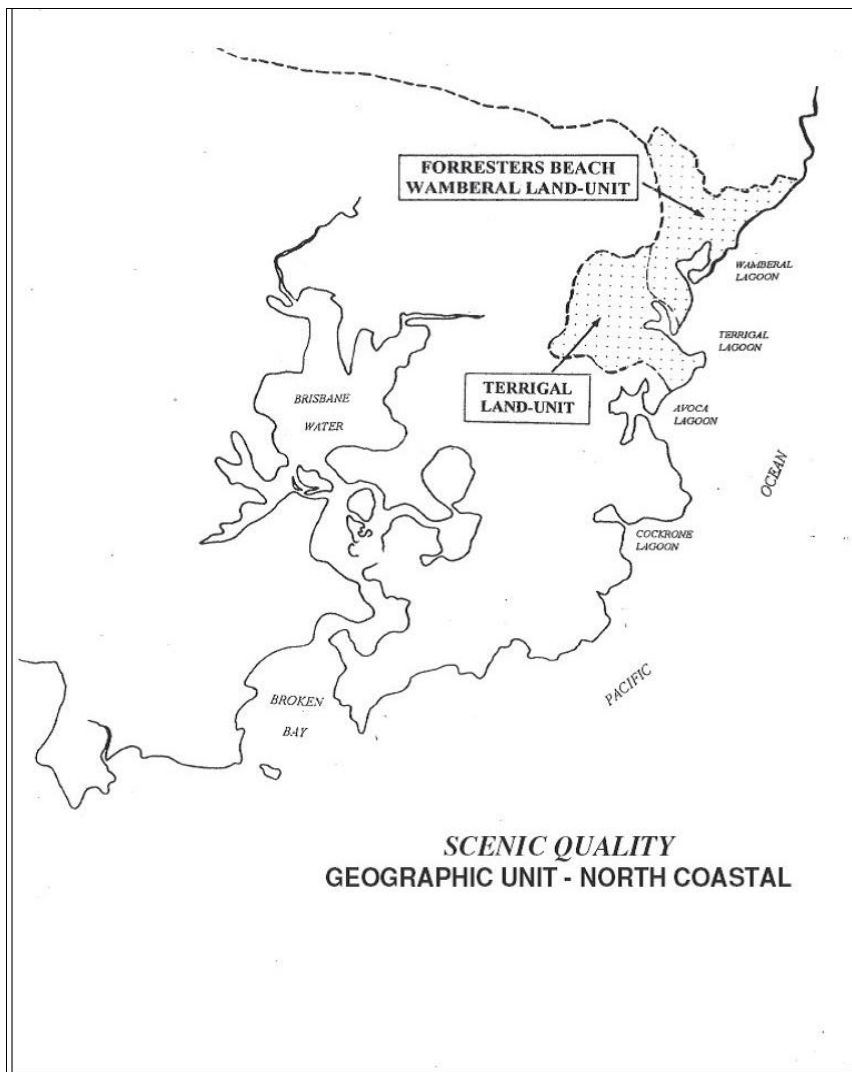 FORRESTERS BEACH
WAMBERAL LAND-UNIT
WAMBERAL
LAGOON
TERRIGAL
LAGOON
TERRIGAL
LAND-UNIT
AVOCA
LAGOON
BRISBANE
WATER
OCEAN
COCKRONE
LAGOON
PACIFIC
BROKEN
BAY
SCENIC QUALITY
GEOGRAPHIC UNIT - NORTH COASTAL